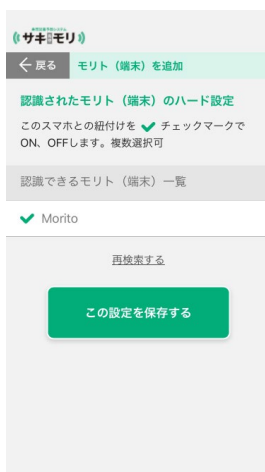 サキモリ
← 戻る モリト（端末）を追加
認識されたモリト（端末）のハード設定
このスマホとの紐付けを ✔ チェックマークで
ON、OFFします。複数選択可
認識できるモリト（端末）一覧
✔ Morito
再検索する
この設定を保存する